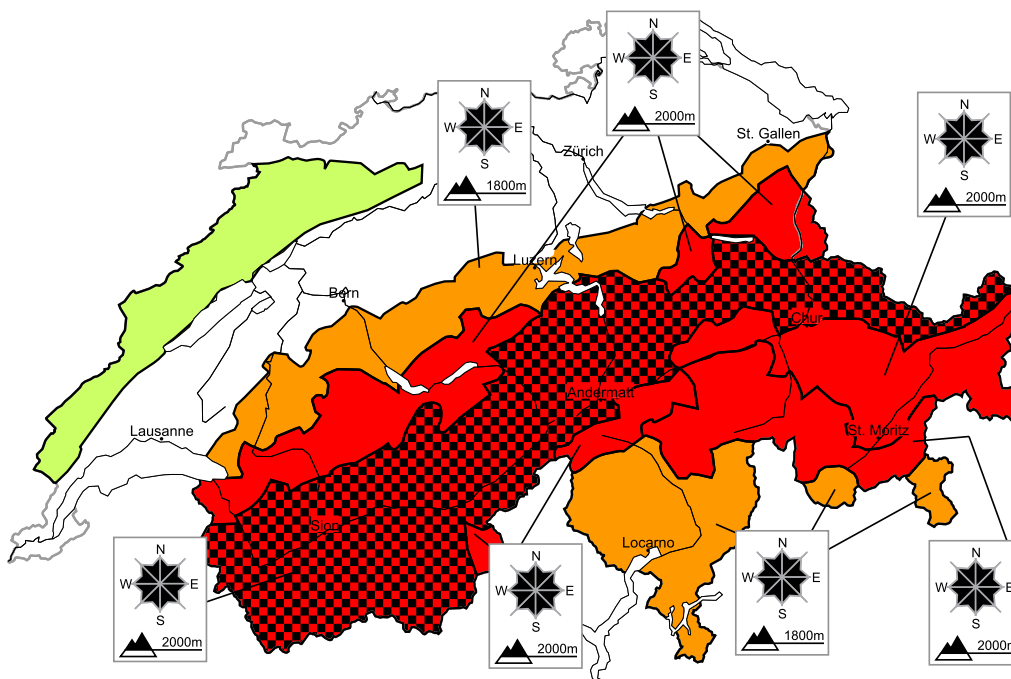 N
W E
S
2000m
N
W E
S
1800m
N
W E
S
2000m
St. Gallen
Zürich
Luzern
Bern
Chur
Andermatt
Lausanne
St. Moritz
Sion
Locarno
N
W E
S
2000m
N
W E
S
2000m
N
W E
S
1800m
N
W E
S
2000m